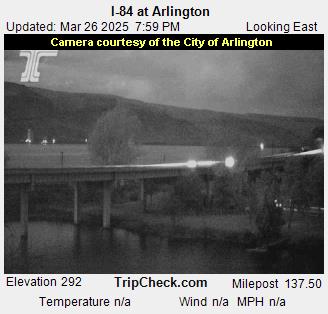 I-84 at Arlington
Updated: Mar 26 2025 7:59 PM Looking East
Camera courtesy of the City of Arlington
Elevation 292 TripCheck.com Milepost 137.50
Temperature n/a Wind n/a MPH n/a